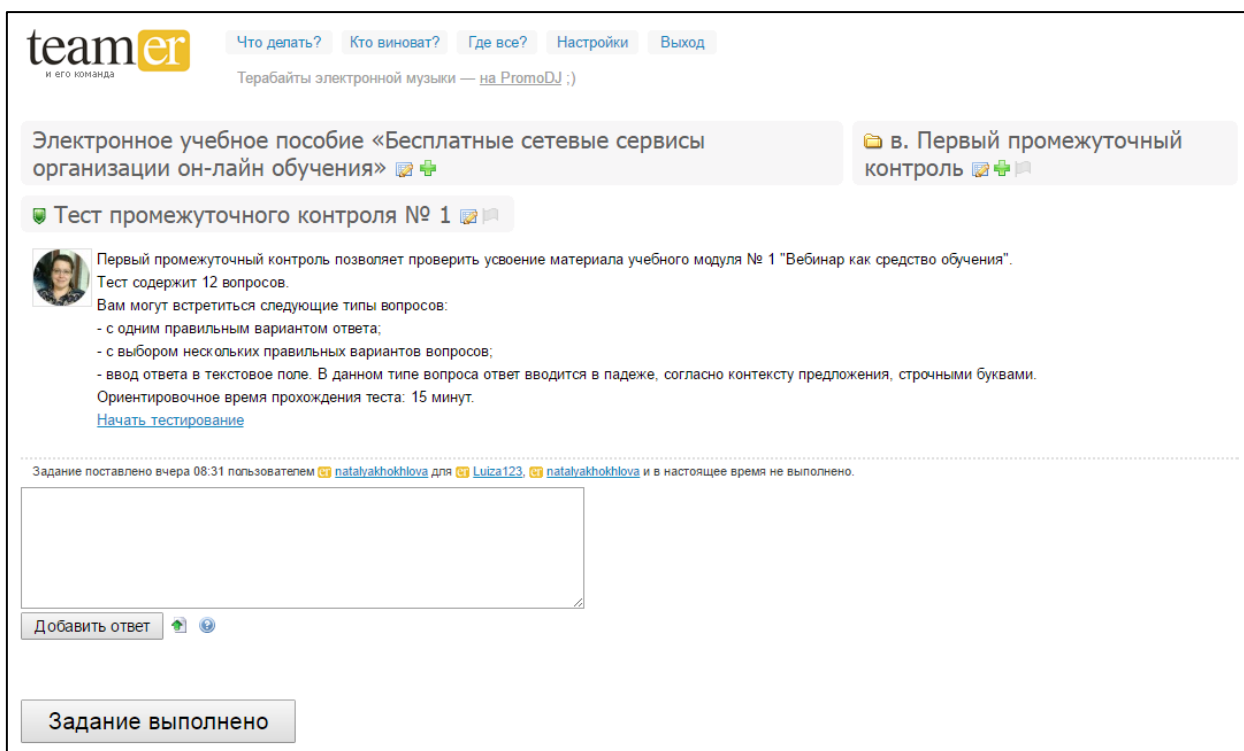 teamer
и его команда
Что делать? Кто виноват? Где все? Настройки Выход
Терабайты электронной музыки — на PromoDJ ;)
Электронное учебное пособие «Бесплатные сетевые сервисы
организации он-лайн обучения»
в. Первый промежуточный
контроль
Тест промежуточного контроля № 1
Первый промежуточный контроль позволяет проверить усвоение материала учебного модуля № 1 "Вебинар как средство обучения".
Тест содержит 12 вопросов.
Вам могут встретиться следующие типы вопросов:
- с одним правильным вариантом ответа;
- с выбором нескольких правильных вариантов вопросов;
- ввод ответа в текстовое поле. В данном типе вопроса ответ вводится в падеже, согласно контексту предложения, строчными буквами.
Ориентировочное время прохождения теста: 15 минут.
Начать тестирование
Задание поставлено вчера 08:31 пользователем natalyakhokhlova для Luiza123, natalyakhokhlova и в настоящее время не выполнено.
Добавить ответ
Задание выполнено